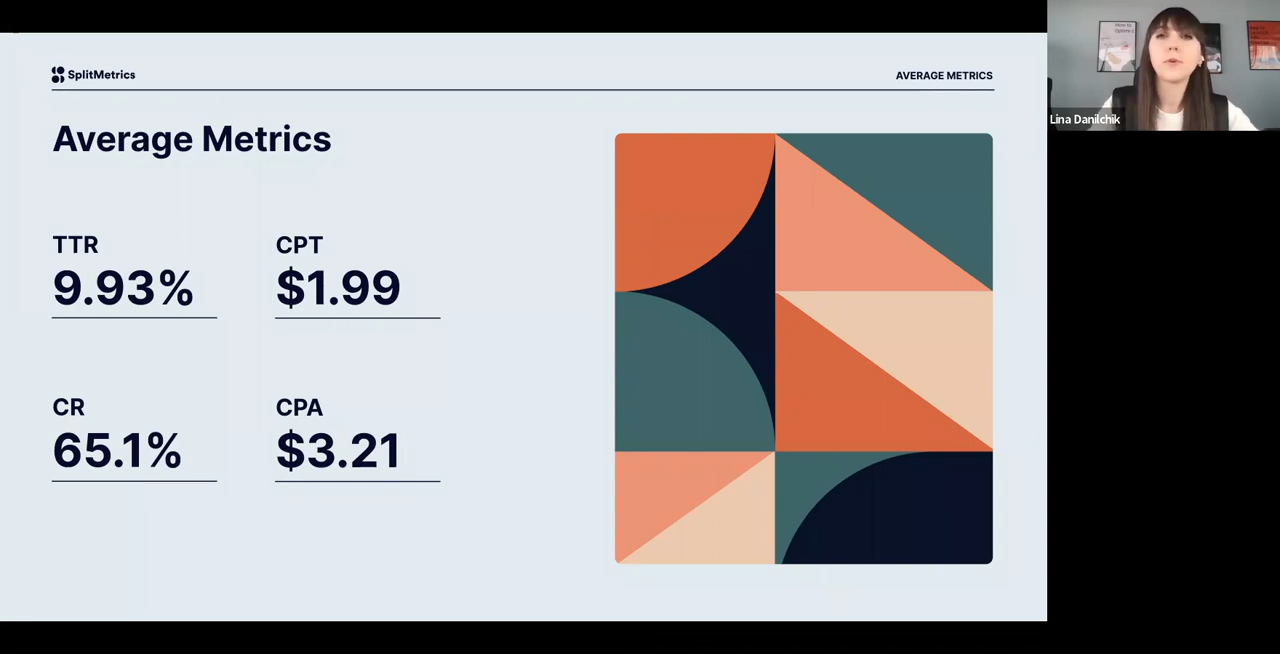 SplitMetrics
AVERAGE METRICS
Average Metrics
TTR
9.93%
CPT
$1.99
CR
65.1%
CPA
$3.21
Lina Danilchik